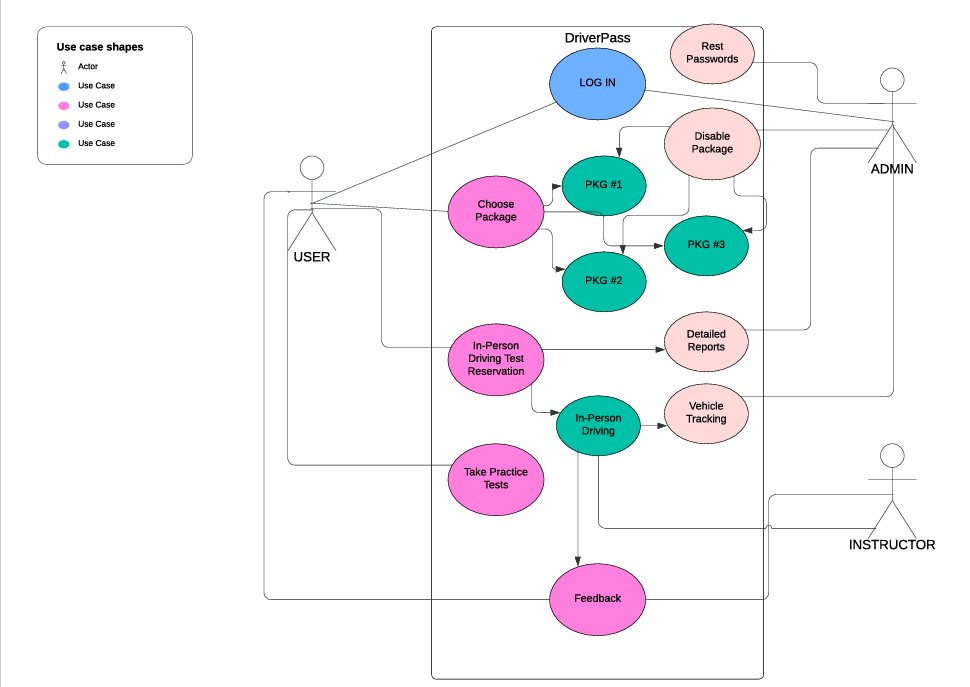 Use case shapes
Actor
Use Case
Use Case
Use Case
Use Case
DriverPass
Rest
Passwords
LOG IN
Disable
Package
ADMIN
PKG #1
Choose
Package
PKG #3
USER
PKG #2
In-Person
Driving Test
Reservation
Detailed
Reports
Vehicle
Tracking
In-Person
Driving
Take Practice
Tests
INSTRUCTOR
Feedback